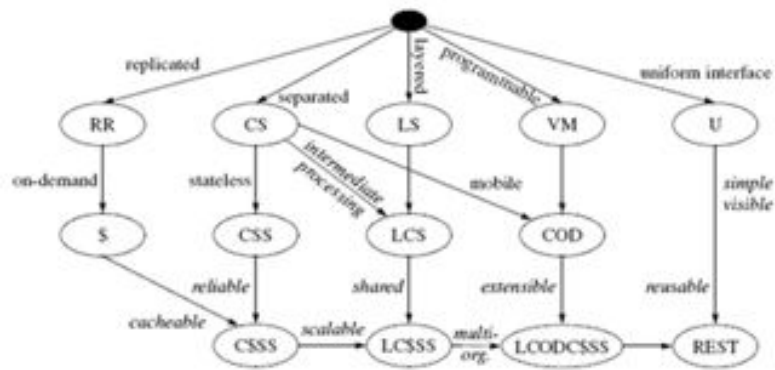 replicated
separated
layered
programmable
uniform interface
RR
CS
LS
VM
U
on-demand
stateless
intermediate
processing
mobile
simple
visible
$
CSS
LCS
COD
reliable
shared
extensible
reusable
cacheable
scalable
multi-
org.
C$SS
LC$SS
LCODC$SS
REST